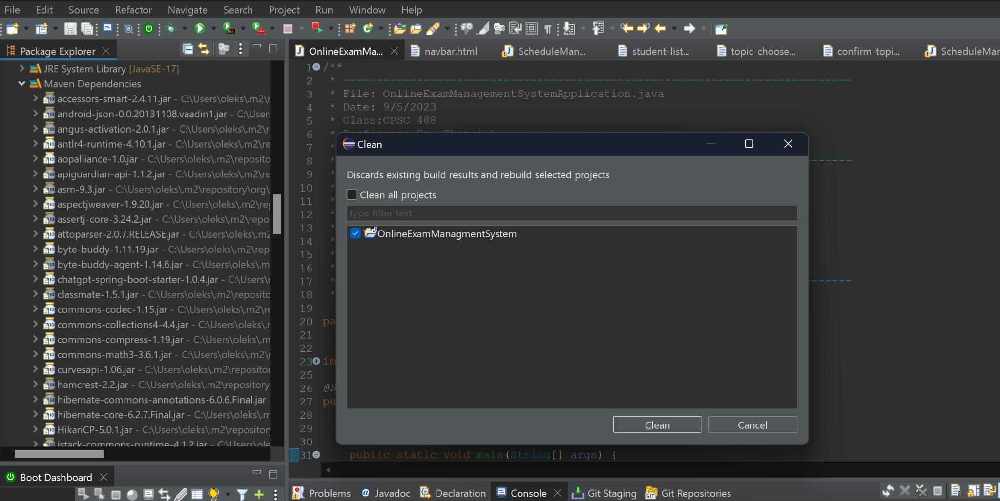 File Edit Source Refactor Navigate Search Project Run Window Help
Package Explorer
JRE System Library [JavaSE-17]
Maven Dependencies
accessors-smart-2.4.11.jar - C:\Users\oleks\.m2\r
android-json-0.0.20131108.vaadin1.jar - C:\User
angus-activation-2.0.1.jar - C:\Users\oleks\.m2\r
antlr4-runtime-4.10.1.jar - C:\Users\oleks\.m2\re
aopalliance-1.0.jar - C:\Users\oleks\.m2\reposito
apiguardian-api-1.1.2.jar - C:\Users\oleks\.m2\re
asm-9.3.jar - C:\Users\oleks\.m2\repository\org\
aspectjweaver-1.9.20.jar - C:\Users\oleks\.m2\re
assertj-core-3.24.2.jar - C:\Users\oleks\.m2\repo
attoparser-2.0.7.RELEASE.jar - C:\Users\oleks\.m2
byte-buddy-1.11.19.jar - C:\Users\oleks\.m2\rep
byte-buddy-agent-1.14.6.jar - C:\Users\oleks\.m
chatgpt-spring-boot-starter-1.0.4.jar - C:\Users\
classmate-1.5.1.jar - C:\Users\oleks\.m2\reposito
commons-codec-1.15.jar - C:\Users\oleks\.m2\re
commons-collections4-4.4.jar - C:\Users\oleks\.r
commons-compress-1.19.jar - C:\Users\oleks\.m
commons-math3-3.6.1.jar - C:\Users\oleks\.m2\
curvesapi-1.06.jar - C:\Users\oleks\.m2\repositor
hamcrest-2.2.jar - C:\Users\oleks\.m2\repository
hibernate-commons-annotations-6.0.6.Final.jar -
hibernate-core-6.2.7.Final.jar - C:\Users\oleks\.m
HikariCP-5.0.1.jar - C:\Users\oleks\.m2\repository
istack-commons-runtime-4.1.2.jar - C:\Users\ole
Boot Dashboard
OnlineExamMa... navbar.html ScheduleMan... student-list... topic-choose... confirm-topi... ScheduleMar
1 /**
2 * ----------------------------------------------------------------------------
3 * File: OnlineExamManagementSystemApplication.java
4 * Date: 9/5/2023
5 * Class:CPSC 488
6 *
7 *
8 * -------
9 *
10 *
11 *
12 *
13 *
14 *
15 *
16 *
17 * -------
18 *
19
20 pa
21
22
23 im
25
26 @S
27 pu
28
29
30
31 public static void main(String[] args) {
Clean
Discards existing build results and rebuild selected projects
Clean all projects
type filter text
OnlineExamManagmentSystem
Clean Cancel
Problems Javadoc Declaration Console Git Staging Git Repositories